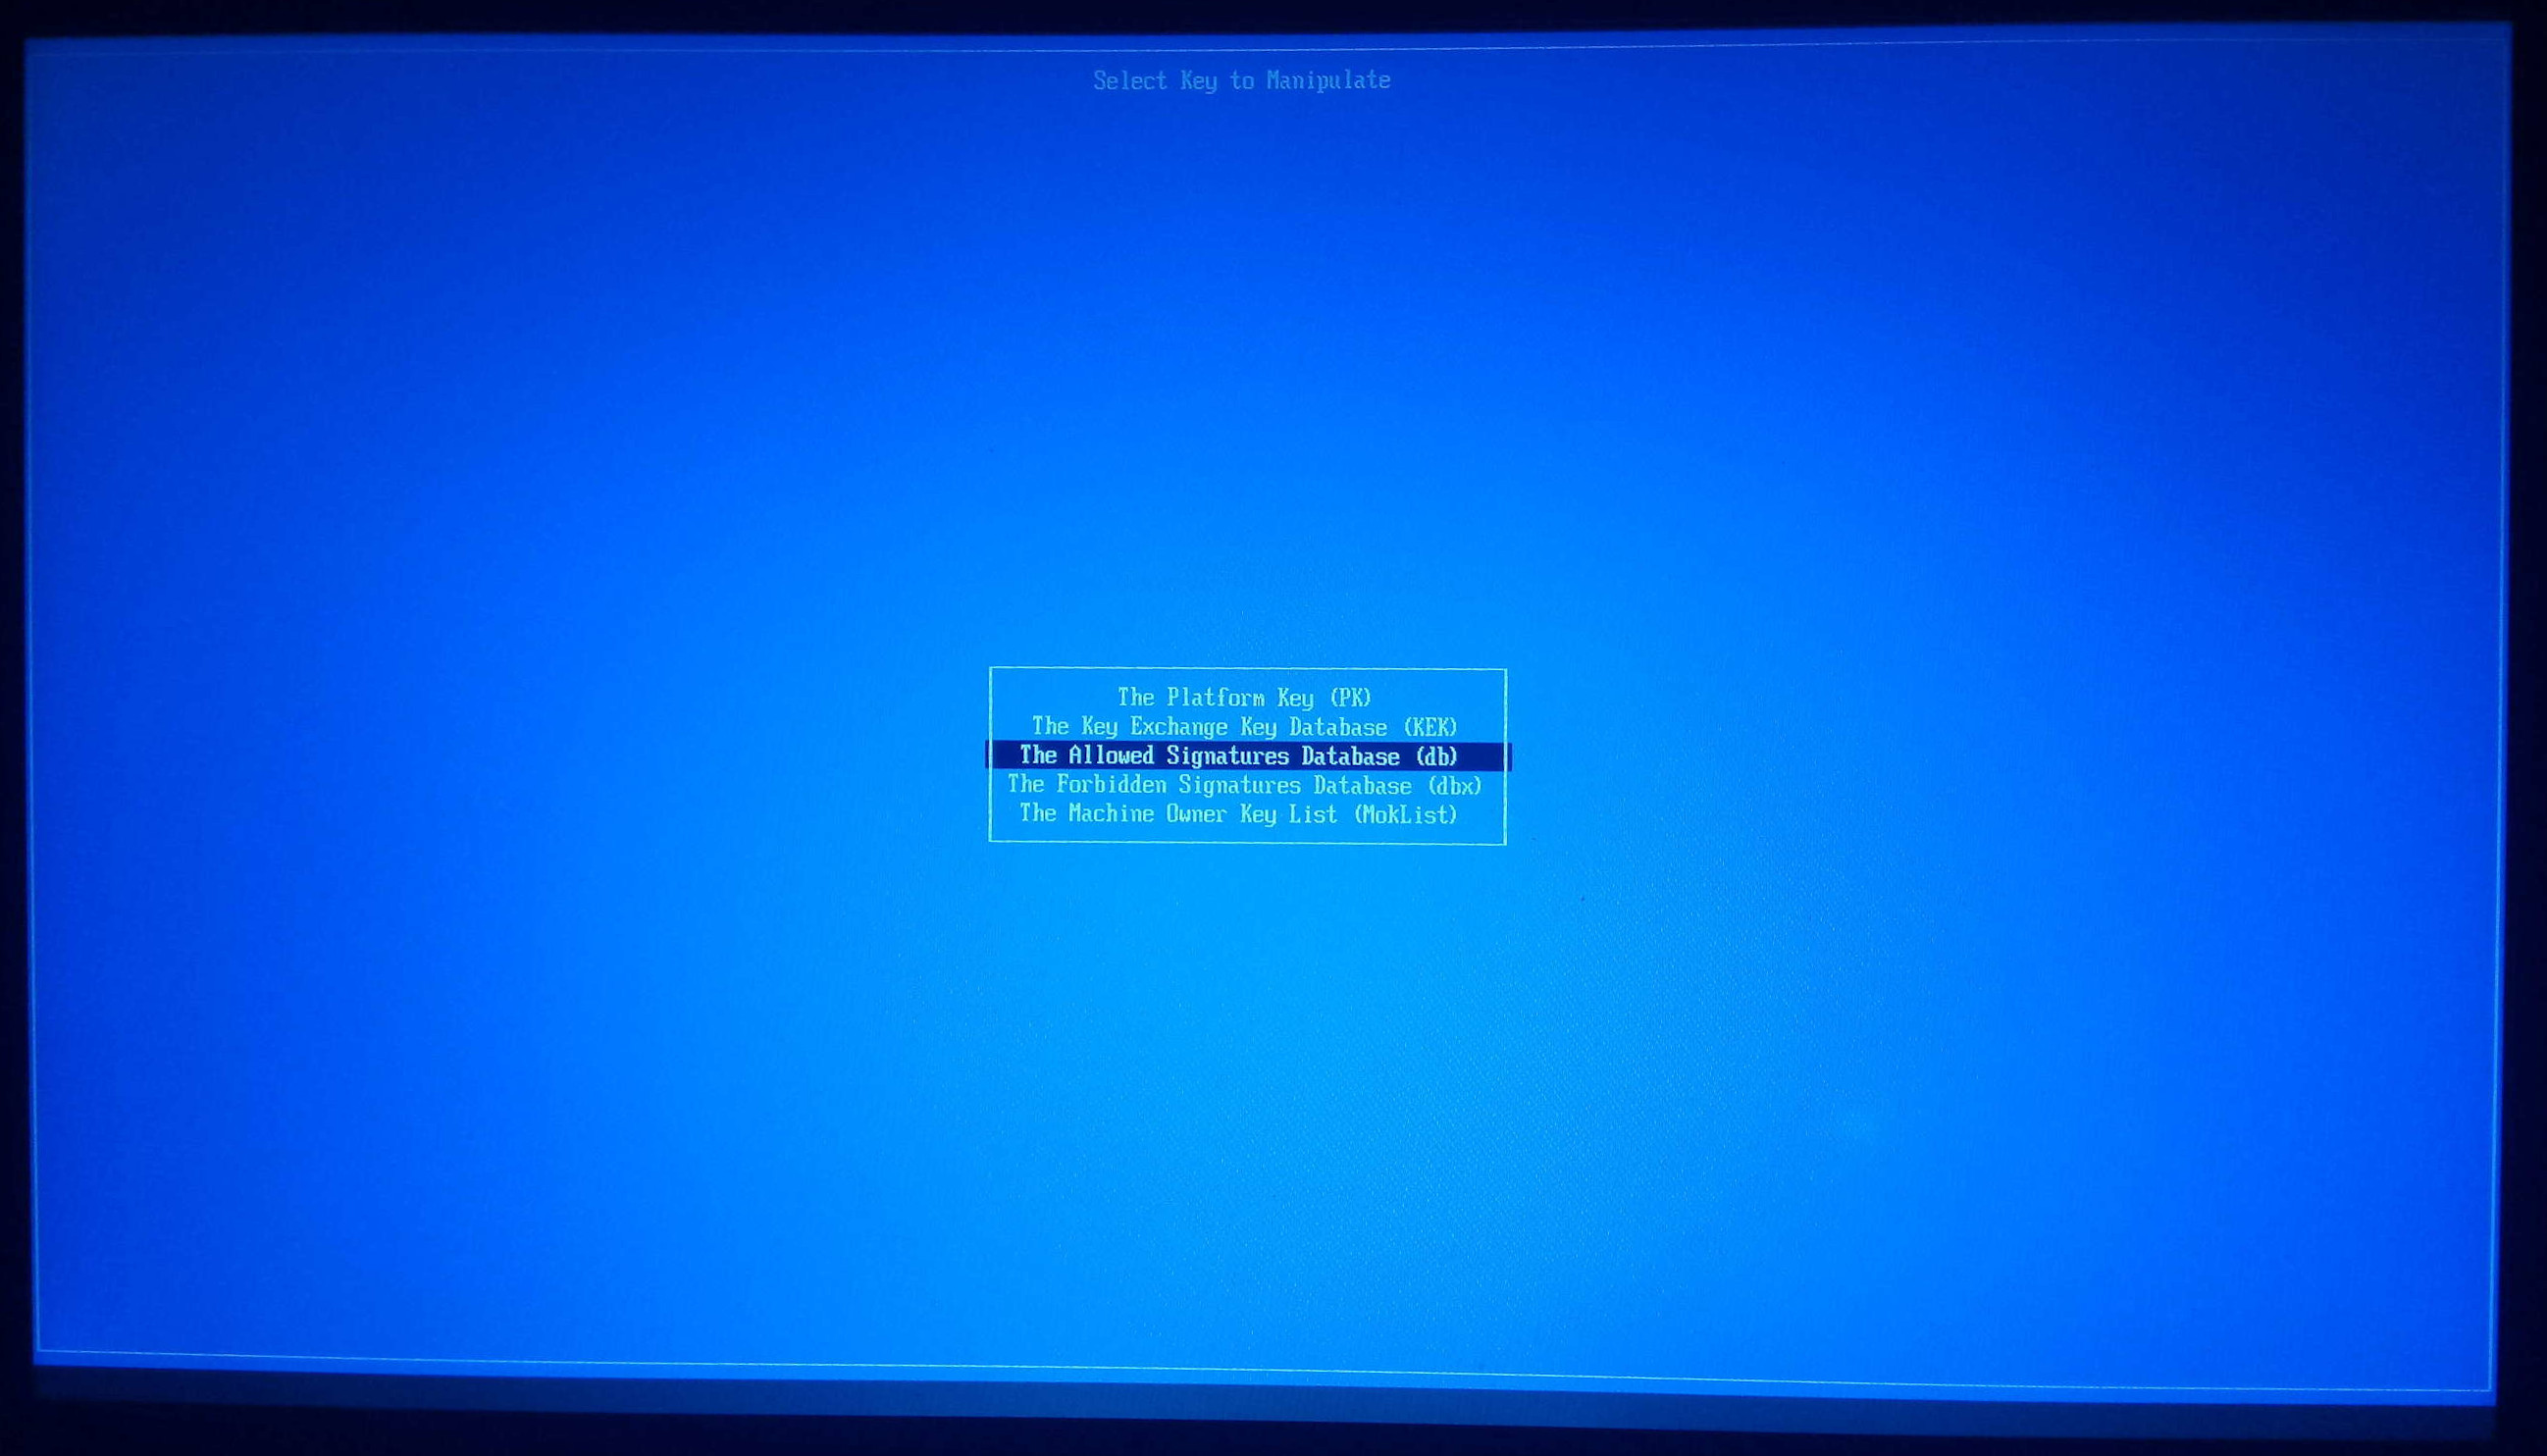 Select Key to Manipulate
The Platform Key (PK)
The Key Exchange Key Database (KEK)
The Allowed Signatures Database (db)
The Forbidden Signatures Database (dbx)
The Machine Owner Key List (MokList)